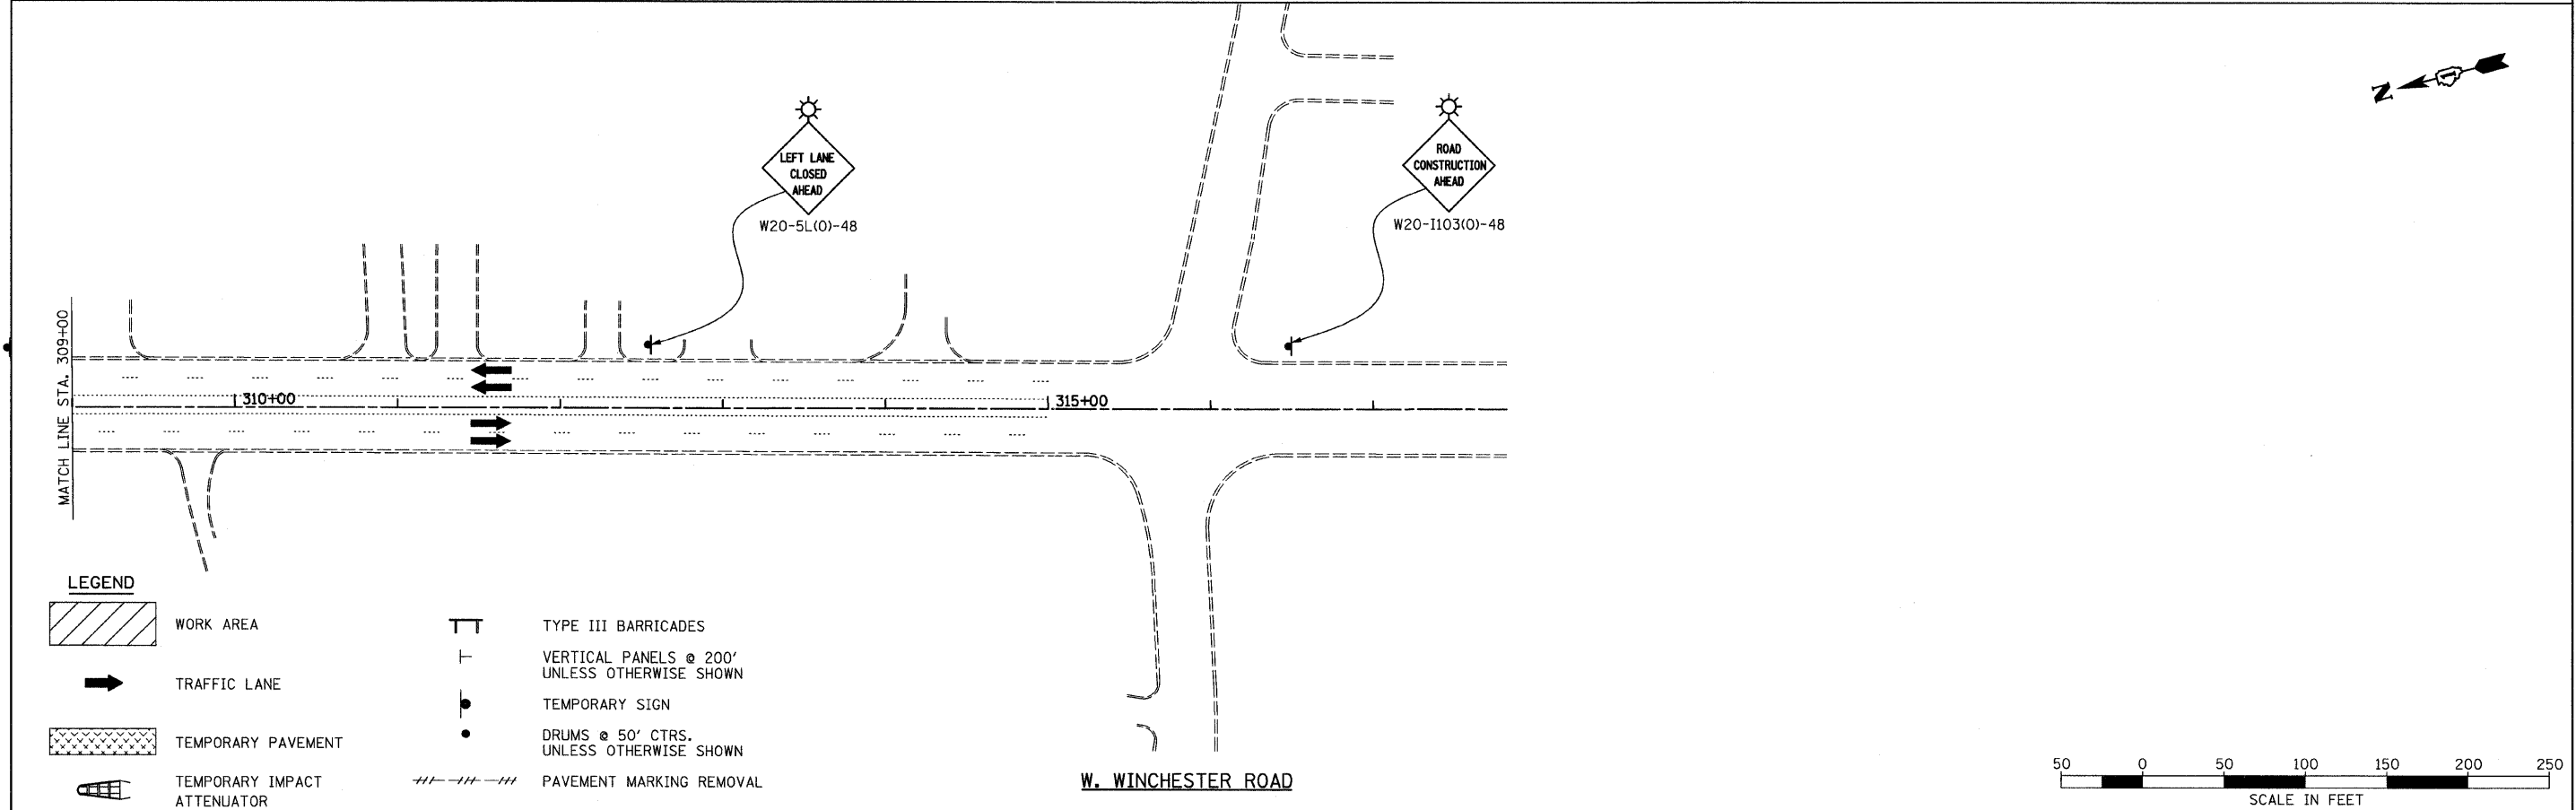 N
LEFT LANE
CLOSED
AHEAD
W20-5L(O)-48
ROAD
CONSTRUCTION
AHEAD
W20-I103(O)-48
MATCH LINE STA. 309+00
310+00
315+00
LEGEND
WORK AREA
TRAFFIC LANE
TEMPORARY PAVEMENT
TEMPORARY IMPACT
ATTENUATOR
TYPE III BARRICADES
VERTICAL PANELS @ 200'
UNLESS OTHERWISE SHOWN
TEMPORARY SIGN
DRUMS @ 50' CTRS.
UNLESS OTHERWISE SHOWN
PAVEMENT MARKING REMOVAL
W. WINCHESTER ROAD
50 0 50 100 150 200 250
SCALE IN FEET